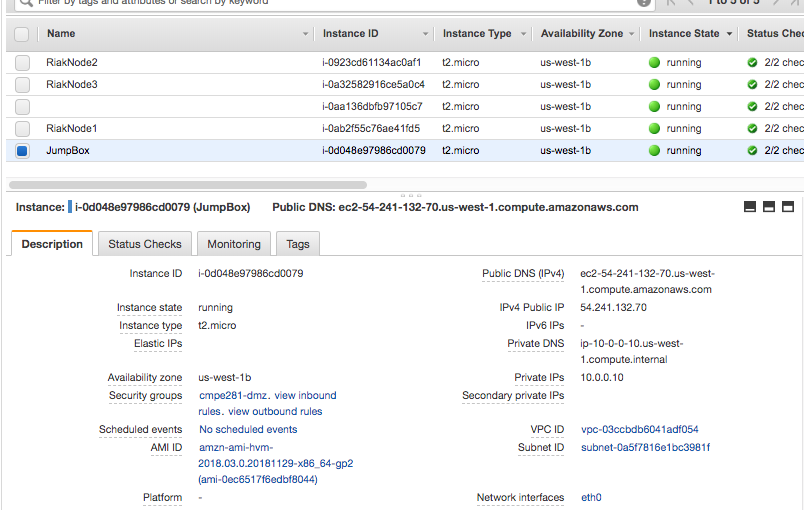 Filter by tags and attributes or search by keyword
1 to 5 of 5
Name Instance ID Instance Type Availability Zone Instance State Status Chec
RiakNode2 i-0923cd61134ac0af1 t2.micro us-west-1b running 2/2 chec
RiakNode3 i-0a32582916ce5a0c4 t2.micro us-west-1b running 2/2 chec
i-0aa136dbfb97105c7 t2.micro us-west-1b running 2/2 chec
RiakNode1 i-0ab2f55c76ae41fd5 t2.micro us-west-1b running 2/2 chec
JumpBox i-0d048e97986cd0079 t2.micro us-west-1b running 2/2 chec
Instance: i-0d048e97986cd0079 (JumpBox) Public DNS: ec2-54-241-132-70.us-west-1.compute.amazonaws.com
Description Status Checks Monitoring Tags
Instance ID i-0d048e97986cd0079 Public DNS (IPv4) ec2-54-241-132-70.us-west-
1.compute.amazonaws.com
Instance state running IPv4 Public IP 54.241.132.70
Instance type t2.micro IPv6 IPs -
Elastic IPs Private DNS ip-10-0-0-10.us-west-
1.compute.internal
Availability zone us-west-1b Private IPs 10.0.0.10
Security groups cmpe281-dmz. view inbound Secondary private IPs
rules. view outbound rules
Scheduled events No scheduled events VPC ID vpc-03ccbdb6041adf054
AMI ID amzn-ami-hvm- Subnet ID subnet-0a5f7816e1bc3981f
2018.03.0.20181129-x86_64-gp2
(ami-0ec6517f6edbf8044)
Platform - Network interfaces eth0